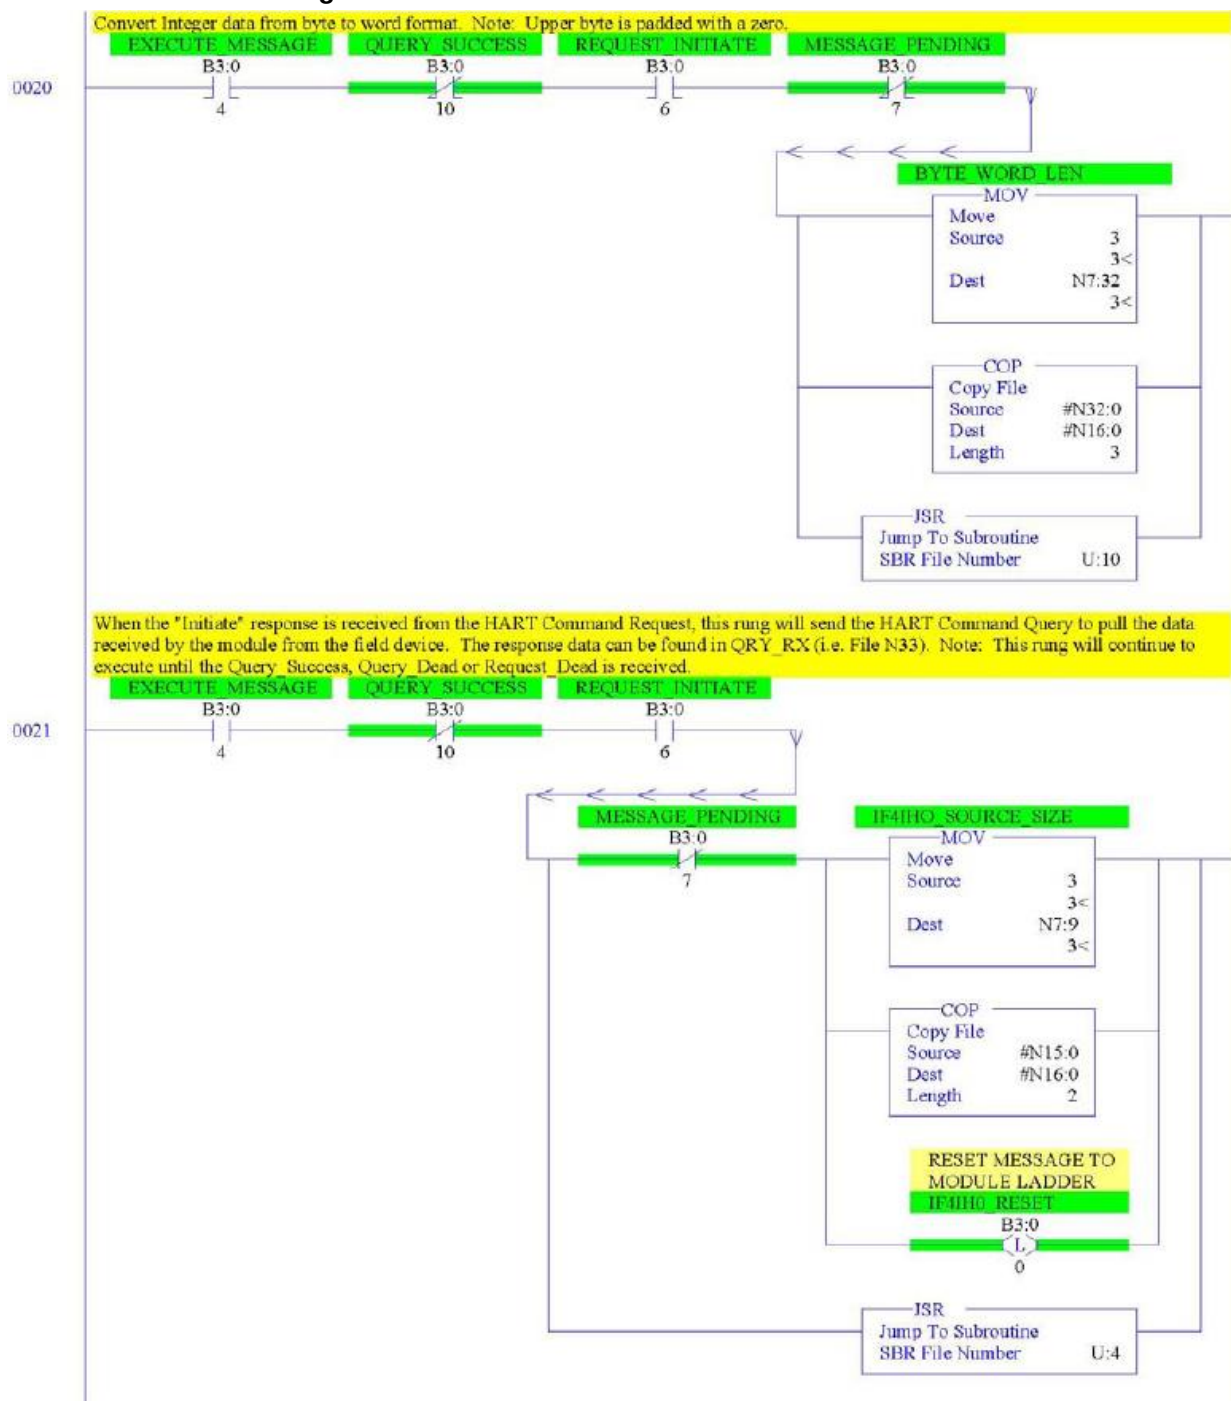 Convert Integer data from byte to word format. Note: Upper byte is padded with a zero.
EXECUTE_MESSAGE QUERY_SUCCESS REQUEST_INITIATE MESSAGE_PENDING
B3:0 B3:0 B3:0 B3:0
0020
4 10 6 7
BYTE_WORD_LEN
MOV
Move
Source 3
3<
Dest N7:32
3<
COP
Copy File
Source #N32:0
Dest #N16:0
Length 3
JSR
Jump To Subroutine
SBR File Number U:10
When the "Initiate" response is received from the HART Command Request, this rung will send the HART Command Query to pull the data
received by the module from the field device. The response data can be found in QRY_RX (i.e. File N33). Note: This rung will continue to
execute until the Query_Success, Query_Dead or Request_Dead is received.
EXECUTE_MESSAGE QUERY_SUCCESS REQUEST_INITIATE
B3:0 B3:0 B3:0
0021
4 10 6
MESSAGE_PENDING IF4IH0_SOURCE_SIZE
B3:0 MOV
7
Move
Source 3
3<
Dest N7:9
3<
COP
Copy File
Source #N15:0
Dest #N16:0
Length 2
RESET MESSAGE TO
MODULE LADDER
IF4IH0_RESET
B3:0
L
0
JSR
Jump To Subroutine
SBR File Number U:4